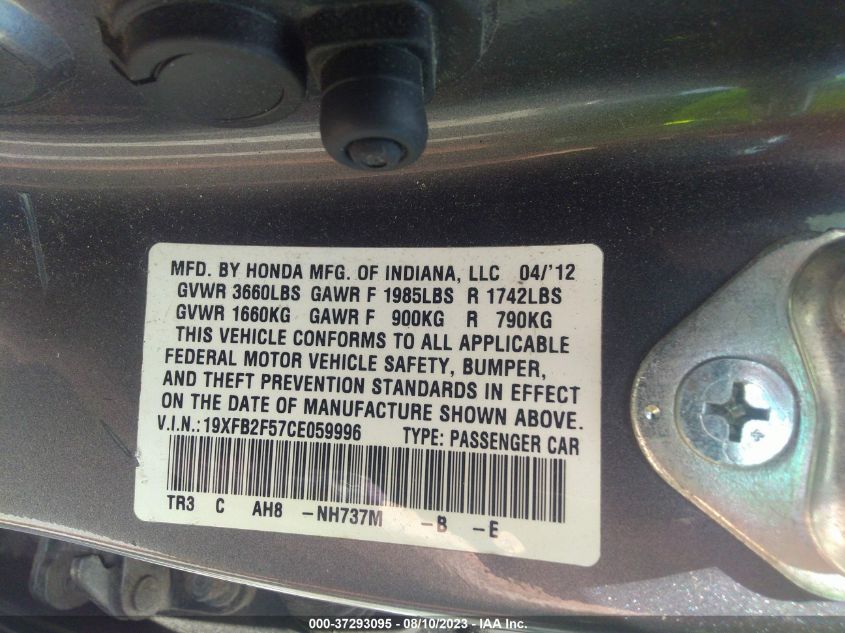 MFD. BY HONDA MFG. OF INDIANA, LLC 04/'12
GVWR 3660LBS GAWR F 1985LBS R 1742LBS
GVWR 1660KG GAWR F 900KG R 790KG
THIS VEHICLE CONFORMS TO ALL APPLICABLE
FEDERAL MOTOR VEHICLE SAFETY, BUMPER,
AND THEFT PREVENTION STANDARDS IN EFFECT
ON THE DATE OF MANUFACTURE SHOWN ABOVE.
V.I.N.:19XFB2F57CE059996 TYPE: PASSENGER CAR
TR3 C AH8 -NH737M -B -E
000-37293095 - 08/10/2023 - IAA Inc.